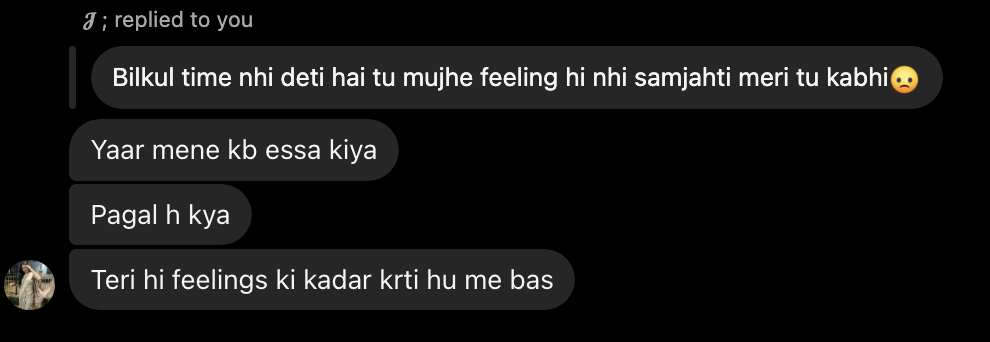 𝒥 ; replied to you
Bilkul time nhi deti hai tu mujhe feeling hi nhi samjahti meri tu kabhi😞
Yaar mene kb essa kiya
Pagal h kya
Teri hi feelings ki kadar krti hu me bas